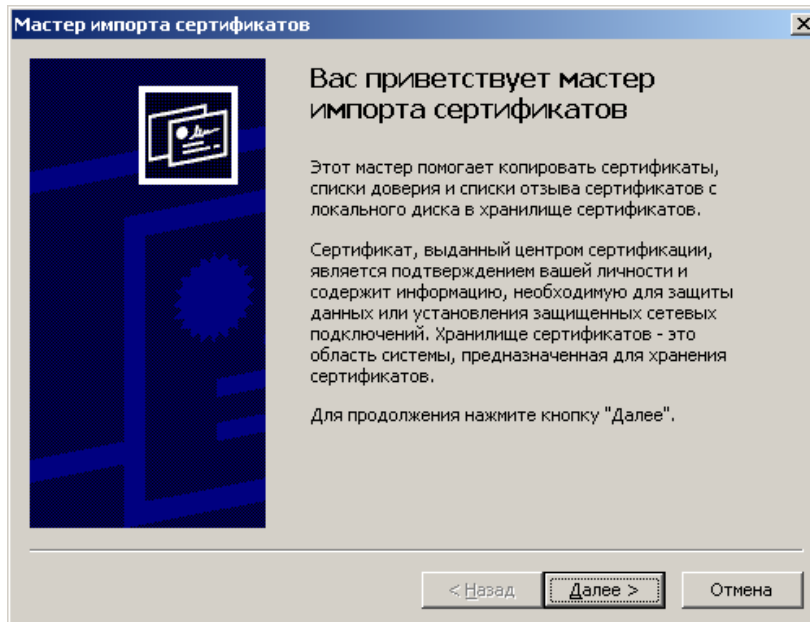 Мастер импорта сертификатов
Вас приветствует мастер
импорта сертификатов
Этот мастер помогает копировать сертификаты,
списки доверия и списки отзыва сертификатов с
локального диска в хранилище сертификатов.
Сертификат, выданный центром сертификации,
является подтверждением вашей личности и
содержит информацию, необходимую для защиты
данных или установления защищенных сетевых
подключений. Хранилище сертификатов - это
область системы, предназначенная для хранения
сертификатов.
Для продолжения нажмите кнопку "Далее".
< Назад
Далее >
Отмена